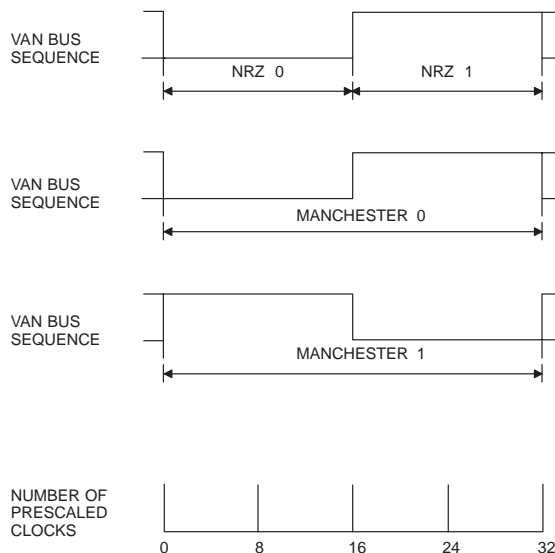 VAN BUS
SEQUENCE
NRZ 0
NRZ 1
VAN BUS
SEQUENCE
MANCHESTER 0
VAN BUS
SEQUENCE
MANCHESTER 1
NUMBER OF
PRESCALED
CLOCKS
0 8 16 24 32